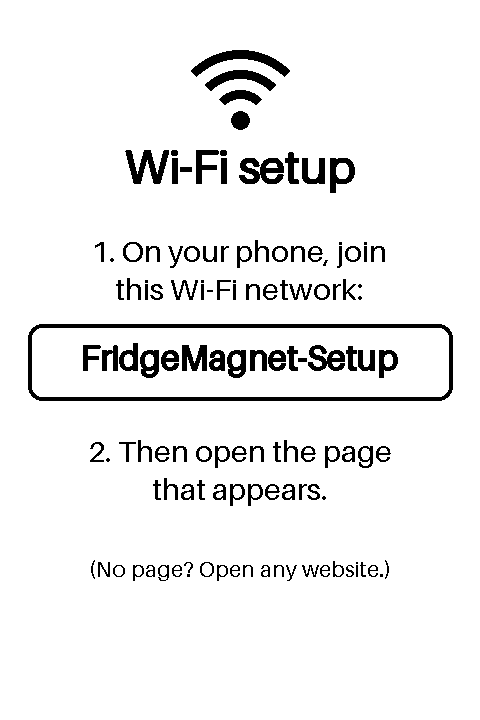 Wi-Fi setup
1. On your phone, join
this Wi-Fi network:
FridgeMagnet-Setup
2. Then open the page
that appears.
(No page? Open any website.)